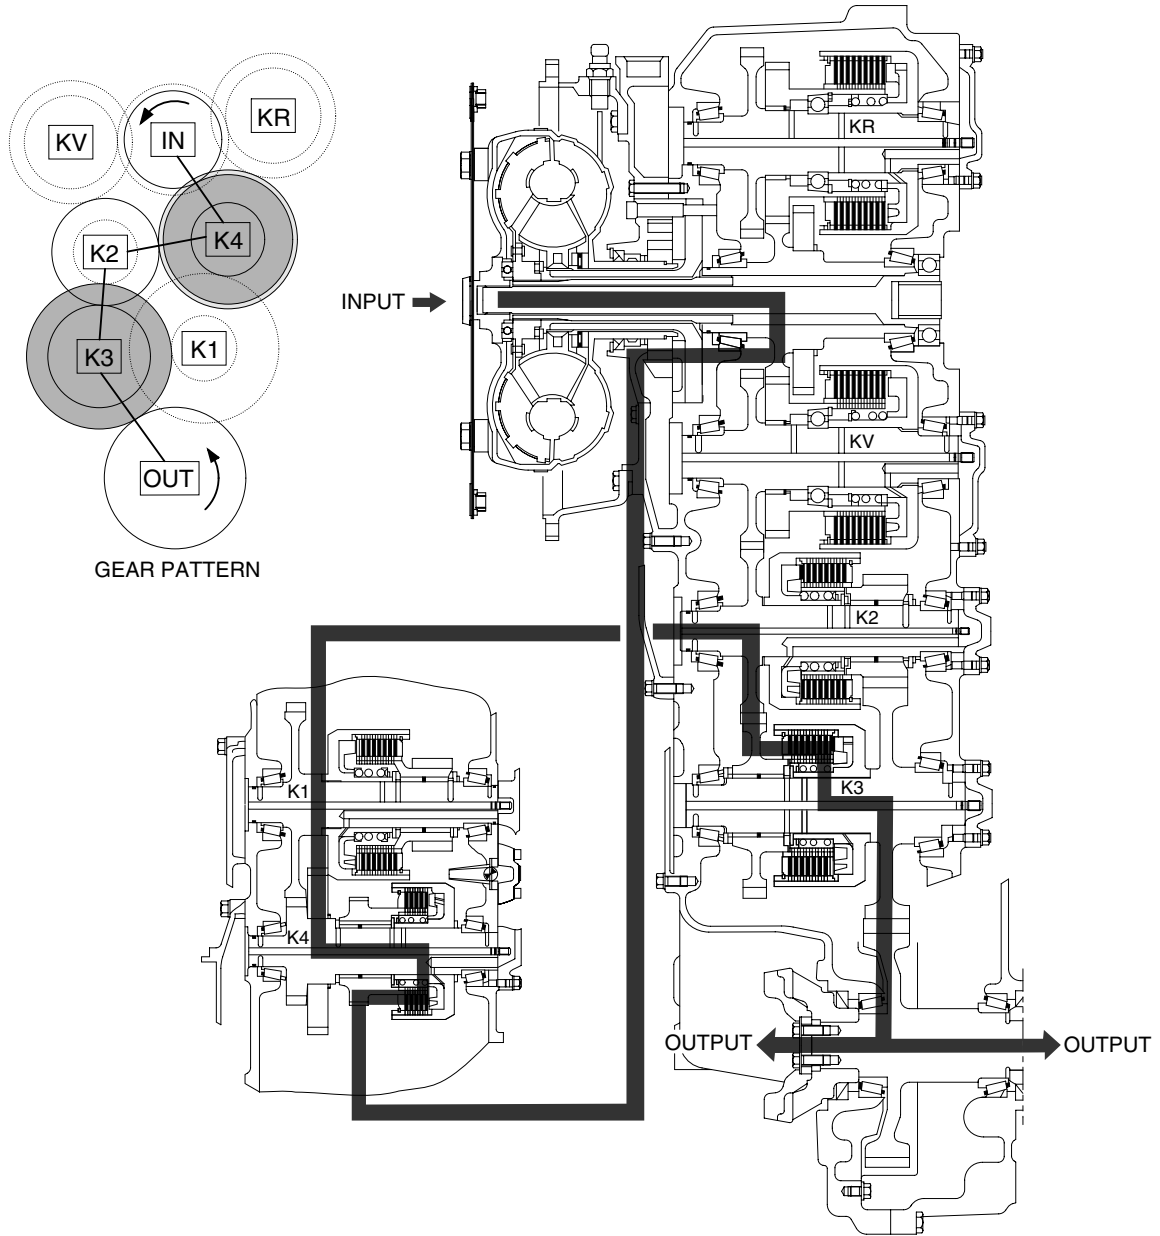 KV
IN
KR
K2
K4
K3
K1
OUT
GEAR PATTERN
INPUT
KR
KV
K2
K3
K1
K4
OUTPUT
OUTPUT